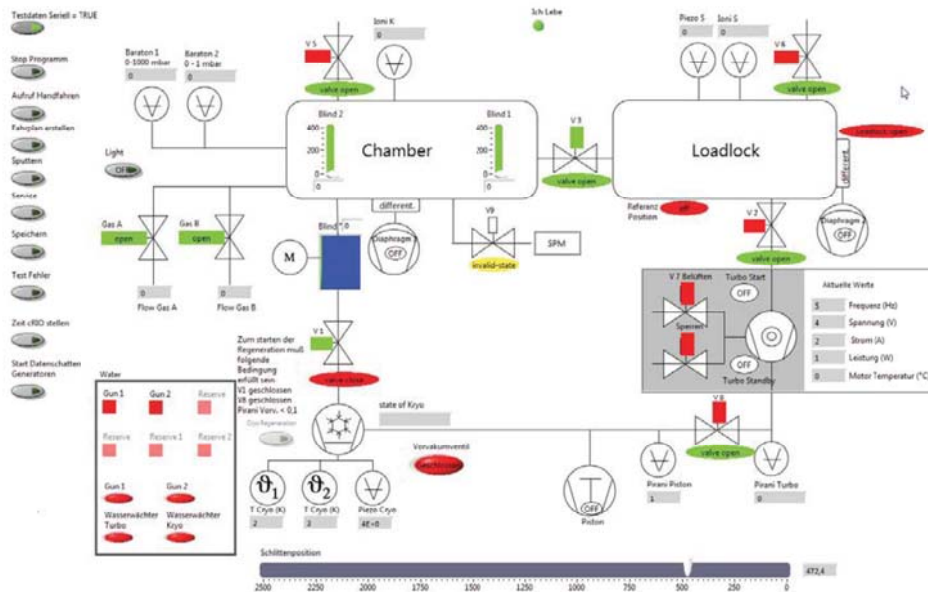 Testdaten Seriell = TRUE
Stop Programm
Aufruf Handfahren
Fahrplan erstellen
Sputtern
Service
Speichern
Test Fehler
Zeit cRIO stellen
Start Datenschatten
Generatoren
Baraton 1
0-1000 mbar
0
Baraton 2
0 - 1 mbar
0
Light
OFF
V 5
valve open
Ioni K
0
Ich Lebe
Piezo S
0
Ioni S
0
V 6
valve open
Blind 2
400
200
0
0
Chamber
Blind 1
400
200
0
0
V 3
valve open
Loadlock
Loadlock open
different.
Diaphragm 2
OFF
Referenz
Position
off
V 2
valve open
Gas A
open
Gas B
open
0
Flow Gas A
0
Flow Gas B
M
different.
Diaphragm 1
OFF
V9
invalid-state
SPM
V 7 Belüften
Sperren
Turbo Start
OFF
OFF
Turbo Standby
Aktuelle Werte
5 Frequenz (Hz)
4 Spannung (V)
2 Strom (A)
1 Leistung (W)
0 Motor Temperatur (°C)
Zum starten der
Regeneration muß
folgende
Bedingung
erfüllt sein:
V1 geschlossen
V8 geschlossen
Pirani Vorv. < 0,1
Cryo Regeneration
V 1
valve close
state of Kryo
Vorvakumventil
Geschlossen
ϑ1
T Cryo (K)
2
ϑ2
T Cryo (K)
3
Piezo Cryo
4E+0
OFF
Piston
Pirani Piston
1
V 8
valve open
Pirani Turbo
0
Water
Gun 1
Gun 2
Reserve
Reserve
Reserve 1
Reserve 2
Gun 1
Gun 2
Wasserwächter
Turbo
Wasserwächter
Kryo
Schlittenposition
472,4
2500 2250 2000 1750 1500 1250 1000 750 500 250 0